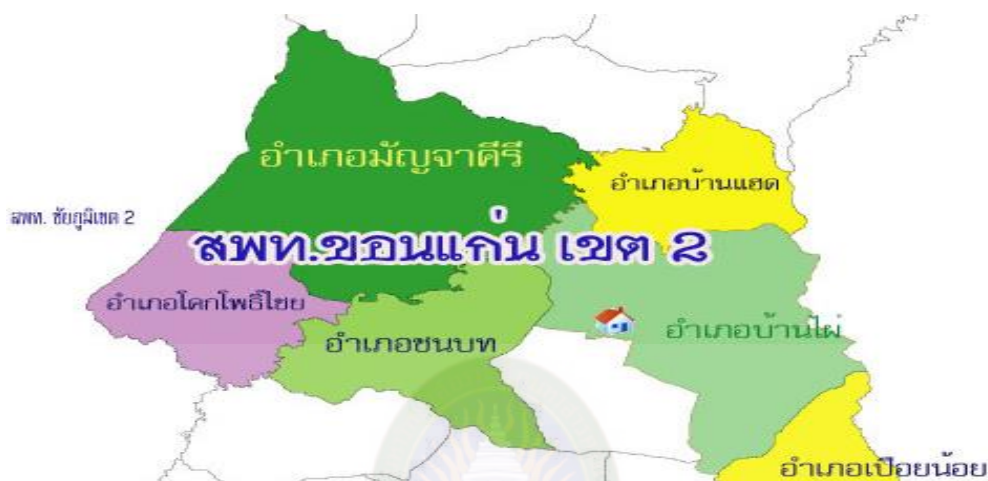 อำเภอมัญจาคีรี
อำเภอบ้านแฮด
สพท. ชัยภูมิเขต 2
สพท.ขอนแก่น เขต 2
อำเภอโคกโพธิ์ไชย
อำเภอชนบท
อำเภอบ้านไผ่
อำเภอเปือยน้อย